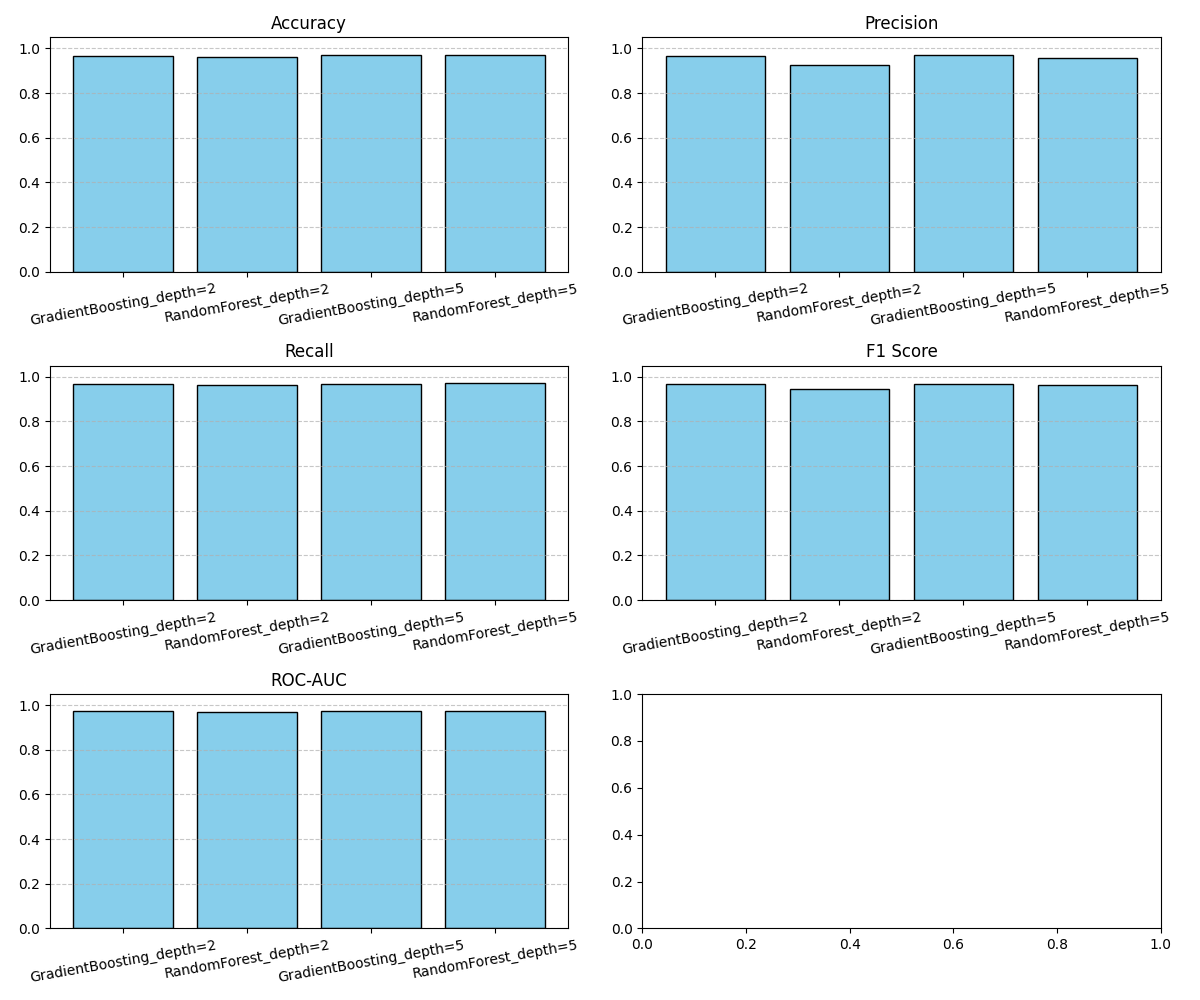 Accuracy
1.0
0.8
0.6
0.4
0.2
0.0
GradientBoosting_depth=2
RandomForest_depth=2
GradientBoosting_depth=5
RandomForest_depth=5
Precision
1.0
0.8
0.6
0.4
0.2
0.0
GradientBoosting_depth=2
RandomForest_depth=2
GradientBoosting_depth=5
RandomForest_depth=5
Recall
1.0
0.8
0.6
0.4
0.2
0.0
GradientBoosting_depth=2
RandomForest_depth=2
GradientBoosting_depth=5
RandomForest_depth=5
F1 Score
1.0
0.8
0.6
0.4
0.2
0.0
GradientBoosting_depth=2
RandomForest_depth=2
GradientBoosting_depth=5
RandomForest_depth=5
ROC-AUC
1.0
0.8
0.6
0.4
0.2
0.0
GradientBoosting_depth=2
RandomForest_depth=2
GradientBoosting_depth=5
RandomForest_depth=5
1.0
0.8
0.6
0.4
0.2
0.0
0.0 0.2 0.4 0.6 0.8 1.0